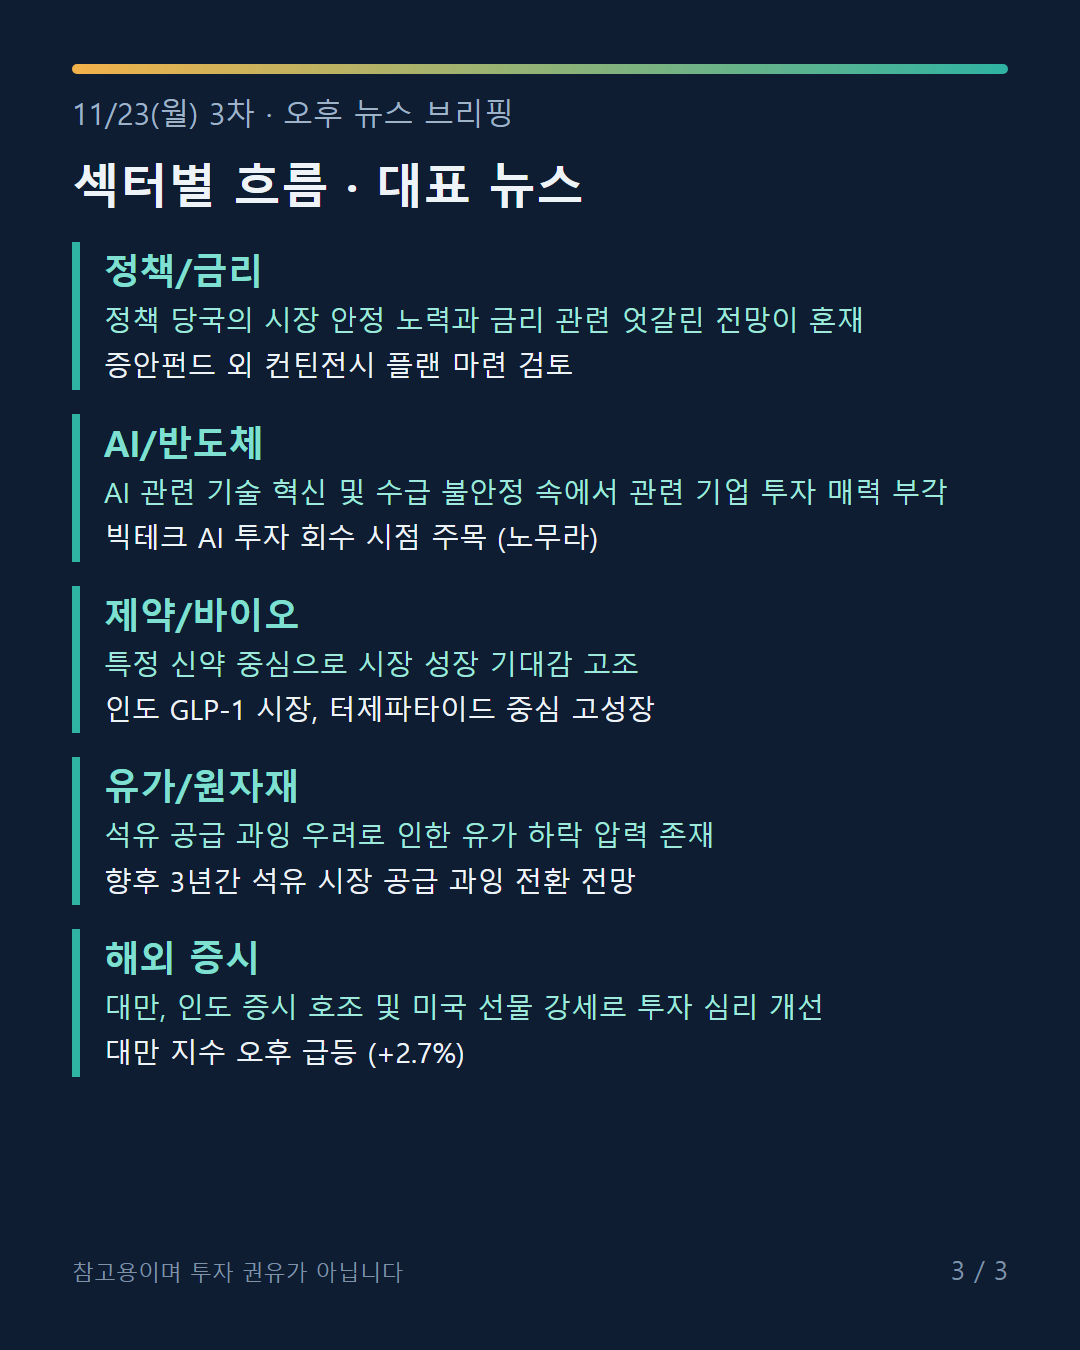 11/23(월) 3차 · 오후 뉴스 브리핑
섹터별 흐름 · 대표 뉴스
정책/금리
정책 당국의 시장 안정 노력과 금리 관련 엇갈린 전망이 혼재
증안펀드 외 컨틴전시 플랜 마련 검토
AI/반도체
AI 관련 기술 혁신 및 수급 불안정 속에서 관련 기업 투자 매력 부각
빅테크 AI 투자 회수 시점 주목 (노무라)
제약/바이오
특정 신약 중심으로 시장 성장 기대감 고조
인도 GLP-1 시장, 터제파타이드 중심 고성장
유가/원자재
석유 공급 과잉 우려로 인한 유가 하락 압력 존재
향후 3년간 석유 시장 공급 과잉 전환 전망
해외 증시
대만, 인도 증시 호조 및 미국 선물 강세로 투자 심리 개선
대만 지수 오후 급등 (+2.7%)
참고용이며 투자 권유가 아닙니다
3 / 3